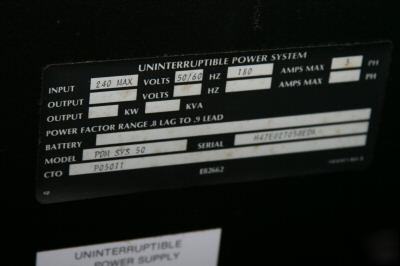 UNINTERRUPTIBLE POWER SYSTEM
INPUT 240 MAX VOLTS 50/60 HZ 180 AMPS MAX 3 PH
OUTPUT VOLTS HZ AMPS MAX PH
OUTPUT KW KVA
POWER FACTOR RANGE .8 LAG TO .9 LEAD
BATTERY
MODEL PDM SYS 50 SERIAL
CTO POSO11 EB2662
UNINTERRUPTIBLE
POWER SUPPLY